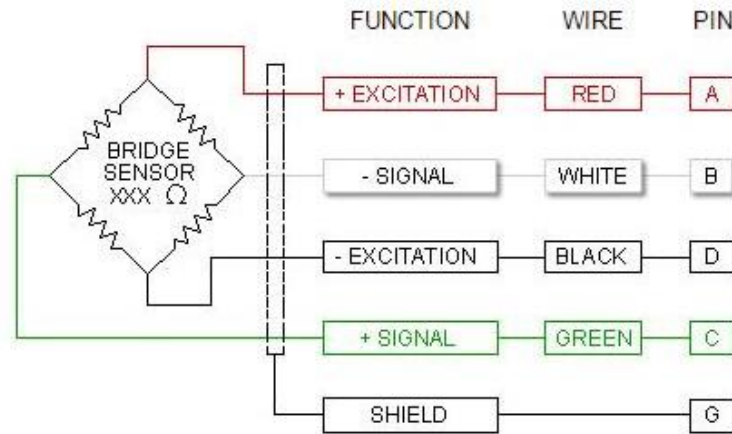 FUNCTION WIRE PIN
+ EXCITATION RED A
BRIDGE
SENSOR
XXX Ω
- SIGNAL WHITE B
- EXCITATION BLACK D
+ SIGNAL GREEN C
SHIELD G